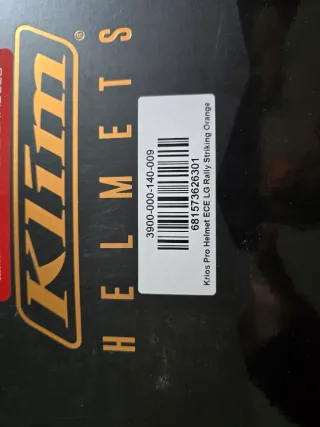 Klim®
HELMETS
3900-000-140-009
681573626301
Krios Pro Helmet ECE LG Rally Striking Orange